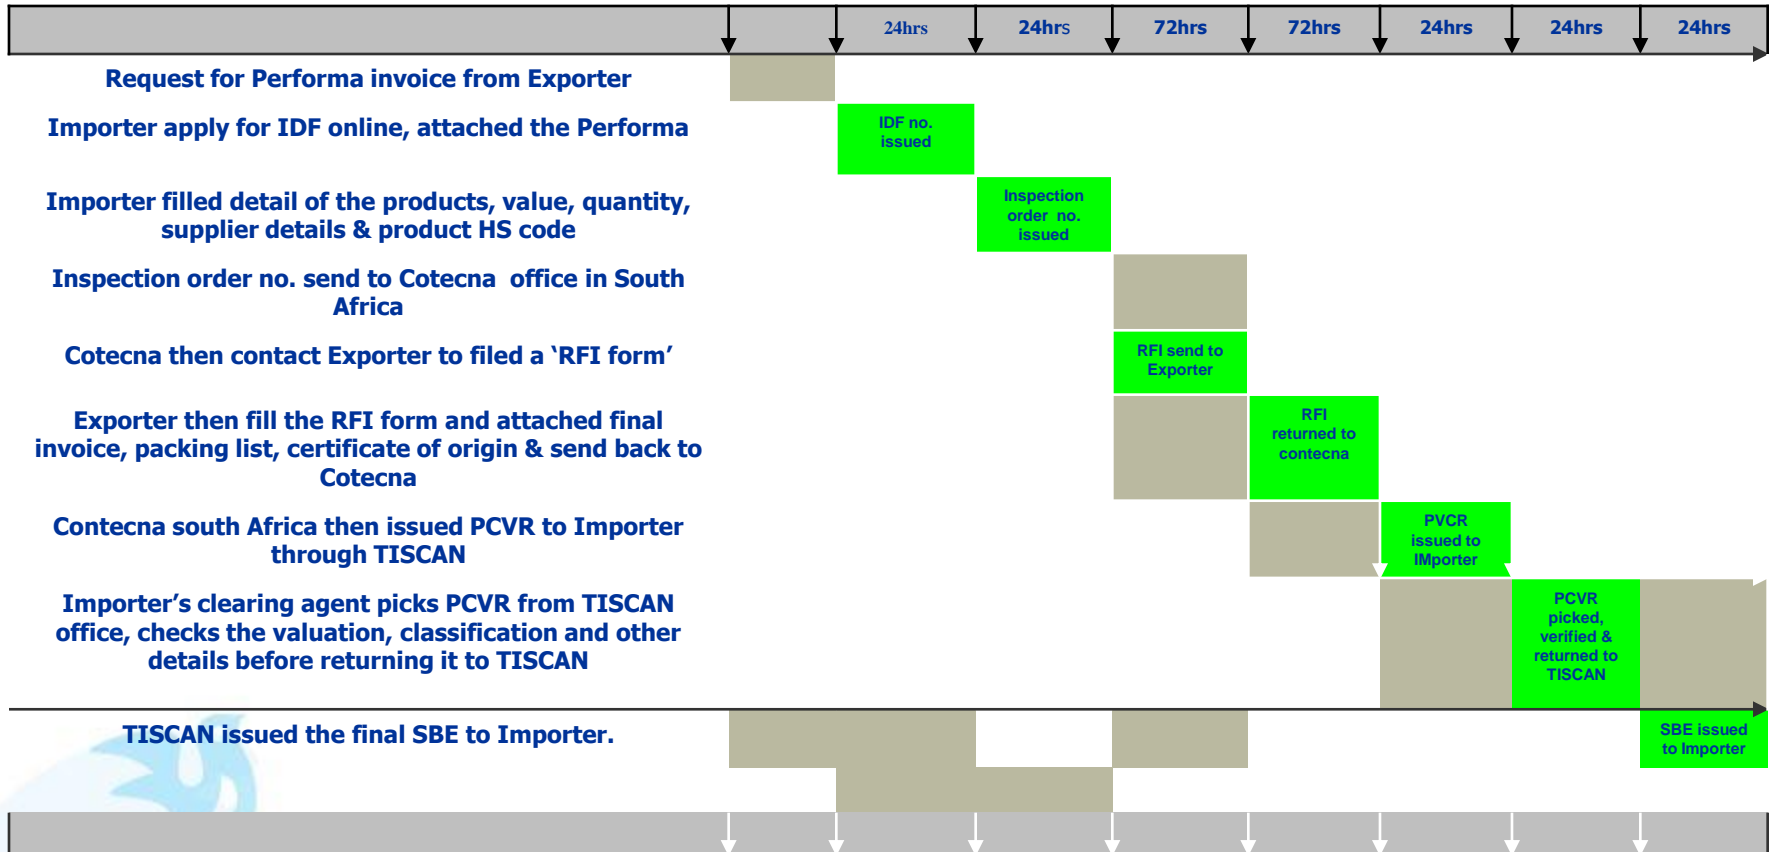 24hrs 24hrs 72hrs 72hrs 24hrs 24hrs 24hrs
Request for Performa invoice from Exporter
Importer apply for IDF online, attached the Performa
IDF no.
issued
Importer filled detail of the products, value, quantity,
supplier details & product HS code
Inspection
order no.
issued
Inspection order no. send to Cotecna office in South
Africa
Cotecna then contact Exporter to filed a ‘RFI form’
RFI send to
Exporter
Exporter then fill the RFI form and attached final
invoice, packing list, certificate of origin & send back to
Cotecna
RFI
returned to
contecna
Contecna south Africa then issued PCVR to Importer
through TISCAN
PVCR
issued to
IMporter
Importer’s clearing agent picks PCVR from TISCAN
office, checks the valuation, classification and other
details before returning it to TISCAN
PCVR
picked,
verified &
returned to
TISCAN
TISCAN issued the final SBE to Importer.
SBE issued
to Importer